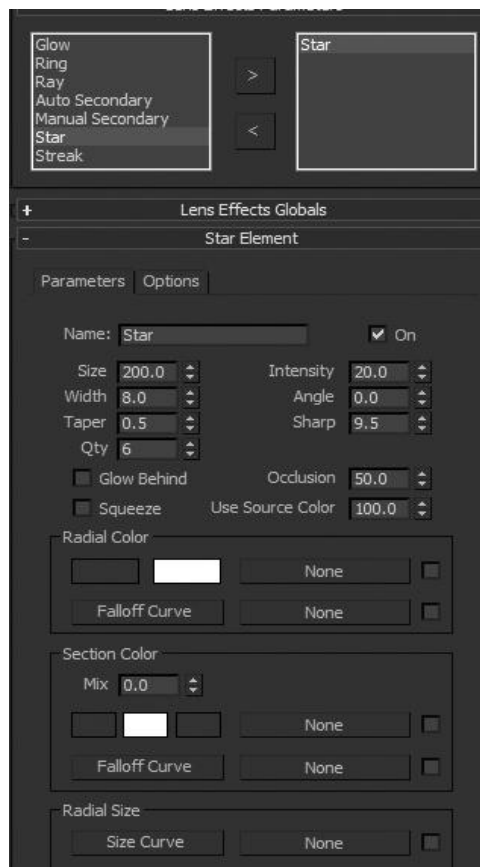 Lens Effects Parameters
Glow
Ring
Ray
Auto Secondary
Manual Secondary
Star
Streak
>
<
Star
+ Lens Effects Globals
- Star Element
Parameters Options
Name: Star On
Size 200.0 Intensity 20.0
Width 8.0 Angle 0.0
Taper 0.5 Sharp 9.5
Qty 6
Glow Behind Occlusion 50.0
Squeeze Use Source Color 100.0
Radial Color
None
Falloff Curve None
Section Color
Mix 0.0
None
Falloff Curve None
Radial Size
Size Curve None